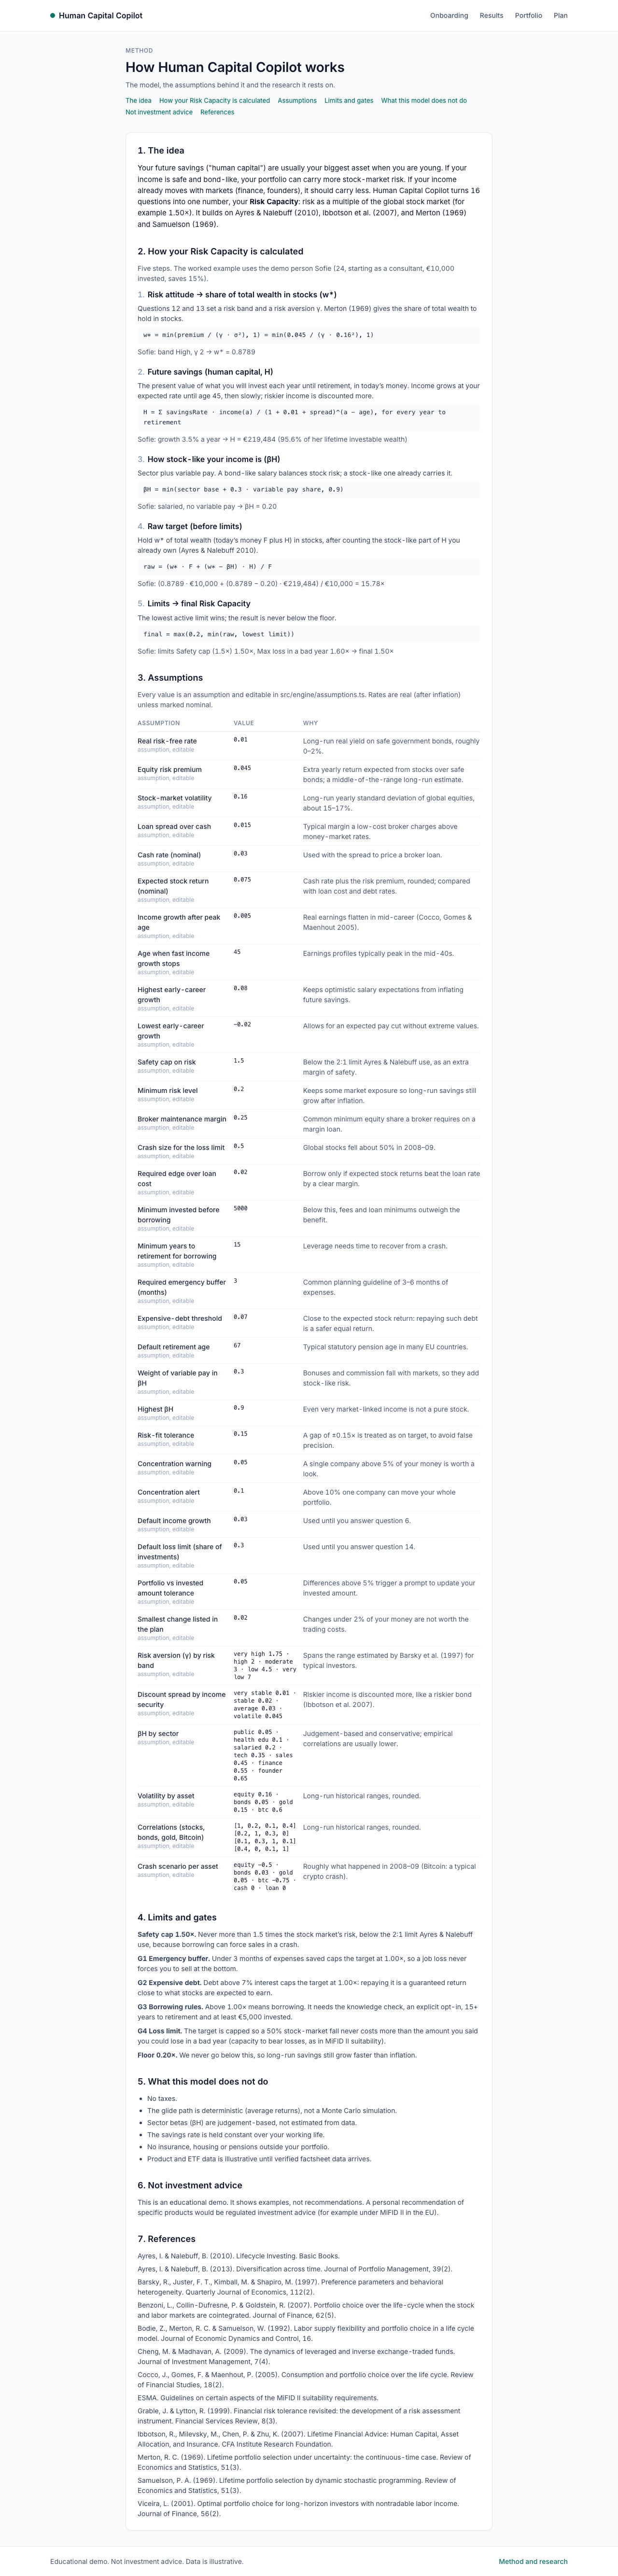 Human Capital Copilot
Onboarding Results Portfolio Plan
METHOD
How Human Capital Copilot works
The model, the assumptions behind it and the research it rests on.
The idea How your Risk Capacity is calculated Assumptions Limits and gates What this model does not do
Not investment advice References
1. The idea
Your future savings ("human capital") are usually your biggest asset when you are young. If your
income is safe and bond-like, your portfolio can carry more stock-market risk. If your income
already moves with markets (finance, founders), it should carry less. Human Capital Copilot turns 16
questions into one number, your Risk Capacity: risk as a multiple of the global stock market (for
example 1.50×). It builds on Ayres & Nalebuff (2010), Ibbotson et al. (2007), and Merton (1969)
and Samuelson (1969).
2. How your Risk Capacity is calculated
Five steps. The worked example uses the demo person Sofie (24, starting as a consultant, €10,000
invested, saves 15%).
1. Risk attitude → share of total wealth in stocks (w*)
Questions 12 and 13 set a risk band and a risk aversion γ. Merton (1969) gives the share of total wealth to
hold in stocks.
w* = min(premium / (γ · σ²), 1) = min(0.045 / (γ · 0.16²), 1)
Sofie: band High, γ 2 → w* = 0.8789
2. Future savings (human capital, H)
The present value of what you will invest each year until retirement, in today's money. Income grows at your
expected rate until age 45, then slowly; riskier income is discounted more.
H = Σ savingsRate · income(a) / (1 + 0.01 + spread)^(a − age), for every year to
retirement
Sofie: growth 3.5% a year → H = €219,484 (95.6% of her lifetime investable wealth)
3. How stock-like your income is (βH)
Sector plus variable pay. A bond-like salary balances stock risk; a stock-like one already carries it.
βH = min(sector base + 0.3 · variable pay share, 0.9)
Sofie: salaried, no variable pay → βH = 0.20
4. Raw target (before limits)
Hold w* of total wealth (today's money F plus H) in stocks, after counting the stock-like part of H you
already own (Ayres & Nalebuff 2010).
raw = (w* · F + (w* − βH) · H) / F
Sofie: (0.8789 · €10,000 + (0.8789 − 0.20) · €219,484) / €10,000 = 15.78×
5. Limits → final Risk Capacity
The lowest active limit wins; the result is never below the floor.
final = max(0.2, min(raw, lowest limit))
Sofie: limits Safety cap (1.5×) 1.50×, Max loss in a bad year 1.60× → final 1.50×
3. Assumptions
Every value is an assumption and editable in src/engine/assumptions.ts. Rates are real (after inflation)
unless marked nominal.
ASSUMPTION VALUE WHY
Real risk-free rate 0.01 Long-run real yield on safe government bonds, roughly
assumption, editable 0–2%.
Equity risk premium 0.045 Extra yearly return expected from stocks over safe
assumption, editable bonds; a middle-of-the-range long-run estimate.
Stock-market volatility 0.16 Long-run yearly standard deviation of global equities,
assumption, editable about 15–17%.
Loan spread over cash 0.015 Typical margin a low-cost broker charges above
assumption, editable money-market rates.
Cash rate (nominal) 0.03 Used with the spread to price a broker loan.
assumption, editable
Expected stock return 0.075 Cash rate plus the risk premium, rounded; compared
(nominal) with loan cost and debt rates.
assumption, editable
Income growth after peak 0.005 Real earnings flatten in mid-career (Cocco, Gomes &
age Maenhout 2005).
assumption, editable
Age when fast income 45 Earnings profiles typically peak in the mid-40s.
growth stops
assumption, editable
Highest early-career 0.08 Keeps optimistic salary expectations from inflating
growth future savings.
assumption, editable
Lowest early-career −0.02 Allows for an expected pay cut without extreme values.
growth
assumption, editable
Safety cap on risk 1.5 Below the 2:1 limit Ayres & Nalebuff use, as an extra
assumption, editable margin of safety.
Minimum risk level 0.2 Keeps some market exposure so long-run savings still
assumption, editable grow after inflation.
Broker maintenance margin 0.25 Common minimum equity share a broker requires on a
assumption, editable margin loan.
Crash size for the loss limit 0.5 Global stocks fell about 50% in 2008–09.
assumption, editable
Required edge over loan 0.02 Borrow only if expected stock returns beat the loan rate
cost by a clear margin.
assumption, editable
Minimum invested before 5000 Below this, fees and loan minimums outweigh the
borrowing benefit.
assumption, editable
Minimum years to 15 Leverage needs time to recover from a crash.
retirement for borrowing
assumption, editable
Required emergency buffer 3 Common planning guideline of 3–6 months of
(months) expenses.
assumption, editable
Expensive-debt threshold 0.07 Close to the expected stock return: repaying such debt
assumption, editable is a safer equal return.
Default retirement age 67 Typical statutory pension age in many EU countries.
assumption, editable
Weight of variable pay in 0.3 Bonuses and commission fall with markets, so they add
βH stock-like risk.
assumption, editable
Highest βH 0.9 Even very market-linked income is not a pure stock.
assumption, editable
Risk-fit tolerance 0.15 A gap of ±0.15× is treated as on target, to avoid false
assumption, editable precision.
Concentration warning 0.05 A single company above 5% of your money is worth a
assumption, editable look.
Concentration alert 0.1 Above 10% one company can move your whole
assumption, editable portfolio.
Default income growth 0.03 Used until you answer question 6.
assumption, editable
Default loss limit (share of 0.3 Used until you answer question 14.
investments)
assumption, editable
Portfolio vs invested 0.05 Differences above 5% trigger a prompt to update your
amount tolerance invested amount.
assumption, editable
Smallest change listed in 0.02 Changes under 2% of your money are not worth the
the plan trading costs.
assumption, editable
Risk aversion (γ) by risk very high 1.75 · Spans the range estimated by Barsky et al. (1997) for
band high 2 · moderate typical investors.
assumption, editable 3 · low 4.5 · very
low 7
Discount spread by income very stable 0.01 · Riskier income is discounted more, like a riskier bond
security stable 0.02 · (Ibbotson et al. 2007).
assumption, editable average 0.03 ·
volatile 0.045
βH by sector public 0.05 · Judgement-based and conservative; empirical
assumption, editable health edu 0.1 · correlations are usually lower.
salaried 0.2 ·
tech 0.35 · sales
0.45 · finance
0.55 · founder
0.65
Volatility by asset equity 0.16 · Long-run historical ranges, rounded.
assumption, editable bonds 0.05 · gold
0.15 · btc 0.6
Correlations (stocks, [1, 0.2, 0.1, 0.4] Long-run historical ranges, rounded.
bonds, gold, Bitcoin) [0.2, 1, 0.3, 0]
assumption, editable [0.1, 0.3, 1, 0.1]
[0.4, 0, 0.1, 1]
Crash scenario per asset equity −0.5 · Roughly what happened in 2008–09 (Bitcoin: a typical
assumption, editable bonds 0.03 · gold crypto crash).
0.05 · btc −0.75 ·
cash 0 · loan 0
4. Limits and gates
Safety cap 1.50×. Never more than 1.5 times the stock market's risk, below the 2:1 limit Ayres & Nalebuff
use, because borrowing can force sales in a crash.
G1 Emergency buffer. Under 3 months of expenses saved caps the target at 1.00×, so a job loss never
forces you to sell at the bottom.
G2 Expensive debt. Debt above 7% interest caps the target at 1.00×: repaying it is a guaranteed return
close to what stocks are expected to earn.
G3 Borrowing rules. Above 1.00× means borrowing. It needs the knowledge check, an explicit opt-in, 15+
years to retirement and at least €5,000 invested.
G4 Loss limit. The target is capped so a 50% stock-market fall never costs more than the amount you said
you could lose in a bad year (capacity to bear losses, as in MiFID II suitability).
Floor 0.20×. We never go below this, so long-run savings still grow faster than inflation.
5. What this model does not do
• No taxes.
• The glide path is deterministic (average returns), not a Monte Carlo simulation.
• Sector betas (βH) are judgement-based, not estimated from data.
• The savings rate is held constant over your working life.
• No insurance, housing or pensions outside your portfolio.
• Product and ETF data is illustrative until verified factsheet data arrives.
6. Not investment advice
This is an educational demo. It shows examples, not recommendations. A personal recommendation of
specific products would be regulated investment advice (for example under MiFID II in the EU).
7. References
Ayres, I. & Nalebuff, B. (2010). Lifecycle Investing. Basic Books.
Ayres, I. & Nalebuff, B. (2013). Diversification across time. Journal of Portfolio Management, 39(2).
Barsky, R., Juster, F. T., Kimball, M. & Shapiro, M. (1997). Preference parameters and behavioral
heterogeneity. Quarterly Journal of Economics, 112(2).
Benzoni, L., Collin-Dufresne, P. & Goldstein, R. (2007). Portfolio choice over the life-cycle when the stock
and labor markets are cointegrated. Journal of Finance, 62(5).
Bodie, Z., Merton, R. C. & Samuelson, W. (1992). Labor supply flexibility and portfolio choice in a life cycle
model. Journal of Economic Dynamics and Control, 16.
Cheng, M. & Madhavan, A. (2009). The dynamics of leveraged and inverse exchange-traded funds.
Journal of Investment Management, 7(4).
Cocco, J., Gomes, F. & Maenhout, P. (2005). Consumption and portfolio choice over the life cycle. Review
of Financial Studies, 18(2).
ESMA. Guidelines on certain aspects of the MiFID II suitability requirements.
Grable, J. & Lytton, R. (1999). Financial risk tolerance revisited: the development of a risk assessment
instrument. Financial Services Review, 8(3).
Ibbotson, R., Milevsky, M., Chen, P. & Zhu, K. (2007). Lifetime Financial Advice: Human Capital, Asset
Allocation, and Insurance. CFA Institute Research Foundation.
Merton, R. C. (1969). Lifetime portfolio selection under uncertainty: the continuous-time case. Review of
Economics and Statistics, 51(3).
Samuelson, P. A. (1969). Lifetime portfolio selection by dynamic stochastic programming. Review of
Economics and Statistics, 51(3).
Viceira, L. (2001). Optimal portfolio choice for long-horizon investors with nontradable labor income.
Journal of Finance, 56(2).
Educational demo. Not investment advice. Data is illustrative.
Method and research